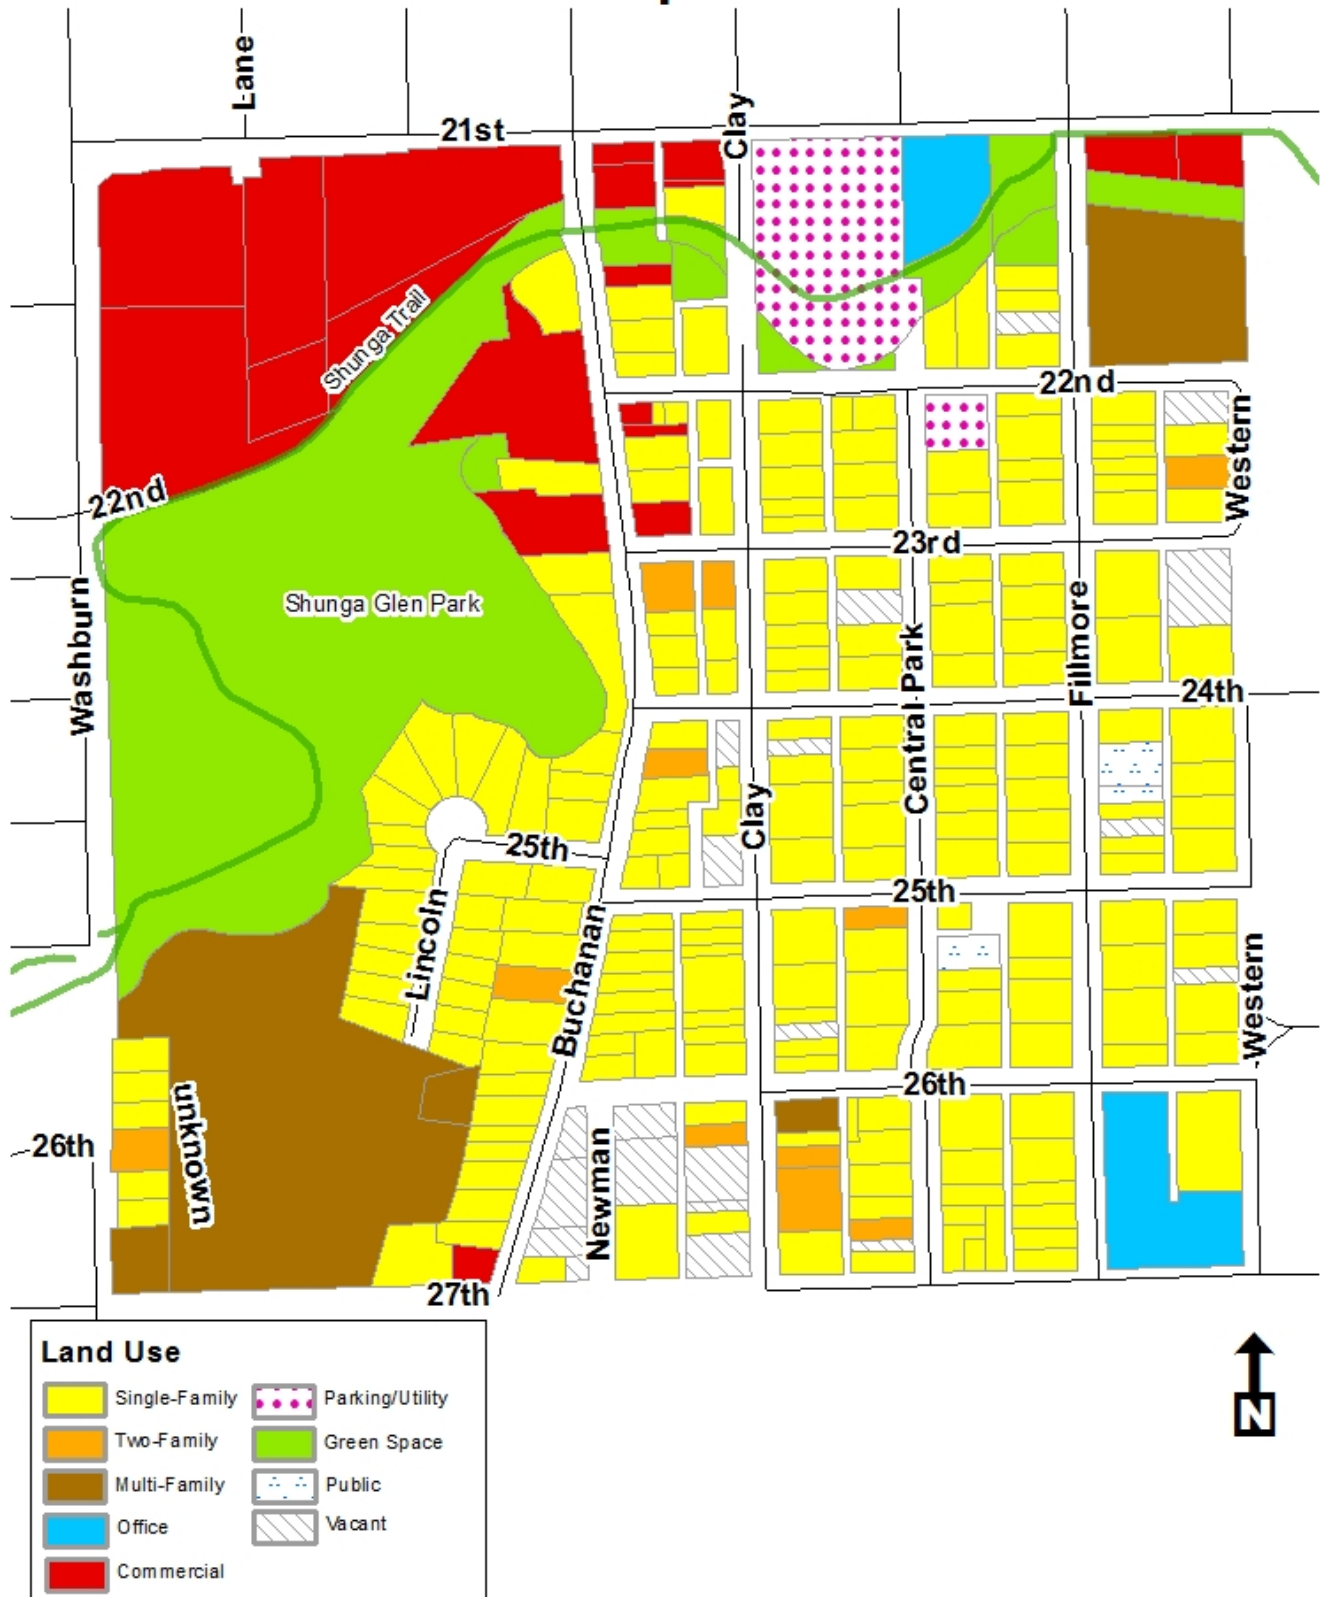 Lane
Clay
21st
Shunga Trail
22nd
22nd
Western
23rd
Shunga Glen Park
Washburn
Fillmore
Central Park
24th
Clay
25th
25th
Lincoln
Buchanan
Western
26th
unknown
26th
Newman
27th
Land Use
Single-Family
Parking/Utility
Two-Family
Green Space
Multi-Family
Public
Office
Vacant
Commercial
N